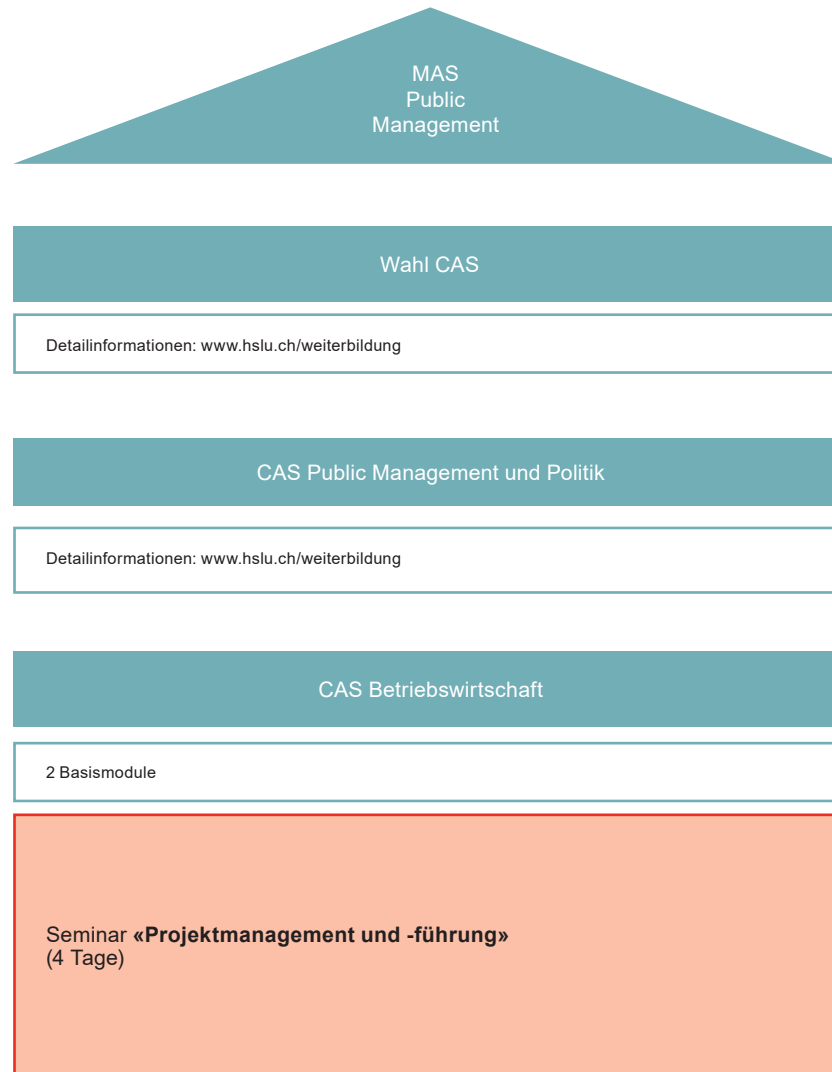 MAS
Public
Management
Wahl CAS
Detailinformationen: www.hslu.ch/weiterbildung
CAS Public Management und Politik
Detailinformationen: www.hslu.ch/weiterbildung
CAS Betriebswirtschaft
2 Basismodule
Seminar «Projektmanagement und -führung»
(4 Tage)